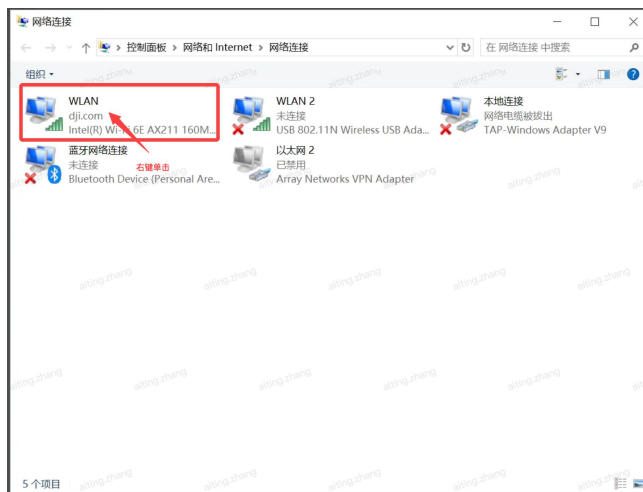 网络连接
控制面板 > 网络和 Internet > 网络连接
在 网络连接 中搜索
组织
WLAN
dji.com
Intel(R) Wi-Fi 6E AX211 160M...
WLAN 2
未连接
USB 802.11N Wireless USB Ada...
本地连接
网络电缆被拔出
TAP-Windows Adapter V9
蓝牙网络连接
未连接
Bluetooth Device (Personal Are...
右键单击
以太网 2
已禁用
Array Networks VPN Adapter
aiting.zhang
5 个项目